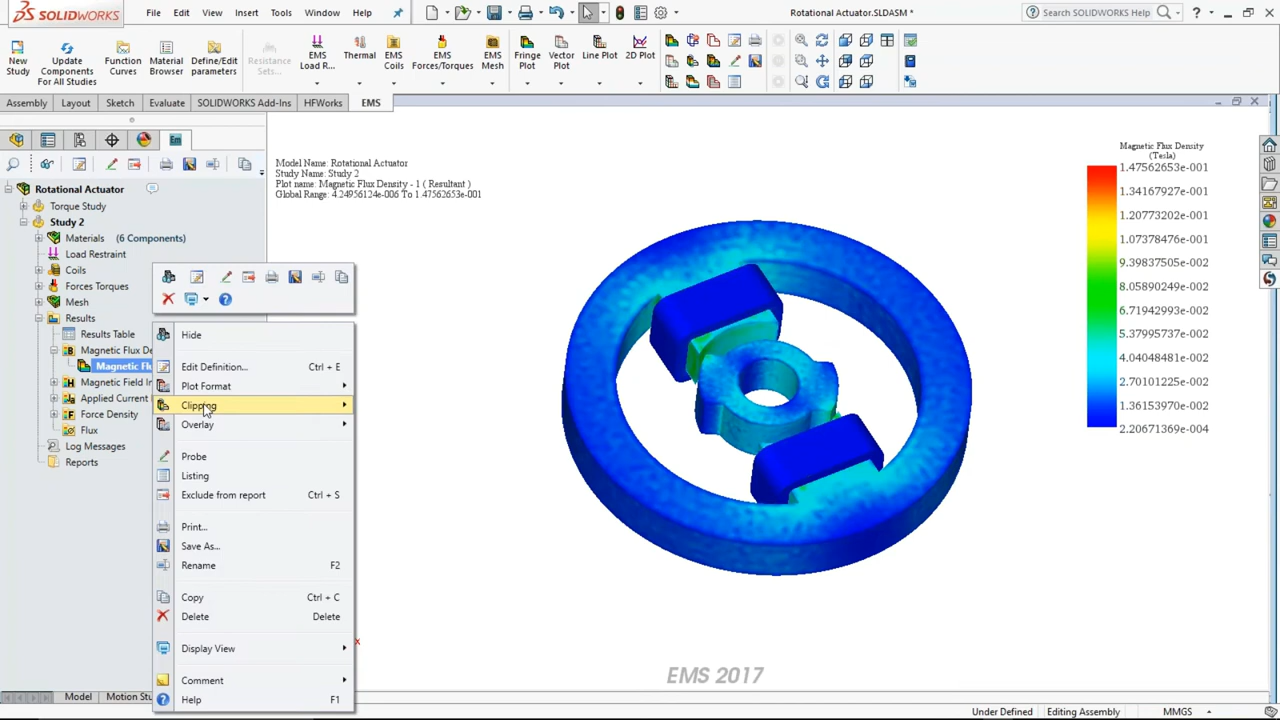 SOLIDWORKS
File
Edit
View
Insert
Tools
Window
Help
Rotational Actuator.SLDASM *
Search SOLIDWORKS Help
New
Study
Update
Components
For All Studies
Function
Curves
Material
Browser
Define/Edit
parameters
Resistance
Sets...
EMS
Load R...
Thermal
EMS
Coils
EMS
Forces/Torques
EMS
Mesh
Fringe
Plot
Vector
Plot
Line Plot
2D Plot
Assembly
Layout
Sketch
Evaluate
SOLIDWORKS Add-Ins
HFWorks
EMS
Rotational Actuator
Torque Study
Study 2
Materials (6 Components)
Load Restraint
Coils
Forces Torques
Mesh
Results
Results Table
Magnetic Flux De
Magnetic Flu
Magnetic Field In
Applied Current
Force Density
Flux
Log Messages
Reports
Hide
Edit Definition... Ctrl + E
Plot Format
Clipping
Overlay
Probe
Listing
Exclude from report Ctrl + S
Print...
Save As...
Rename F2
Copy Ctrl + C
Delete Delete
Display View
Comment
Help F1
Model Name: Rotational Actuator
Study Name: Study 2
Plot name: Magnetic Flux Density - 1 ( Resultant )
Global Range: 4.24956124e-006 To 1.47562653e-001
Magnetic Flux Density
(Tesla)
1.47562653e-001
1.34167927e-001
1.20773202e-001
1.07378476e-001
9.39837505e-002
8.05890249e-002
6.71942992e-002
5.37995736e-002
4.04048481e-002
2.70101225e-002
1.36153970e-002
2.20671369e-004
x
EMS 2017
Model
Motion Stu
Under Defined
Editing Assembly
MMGS